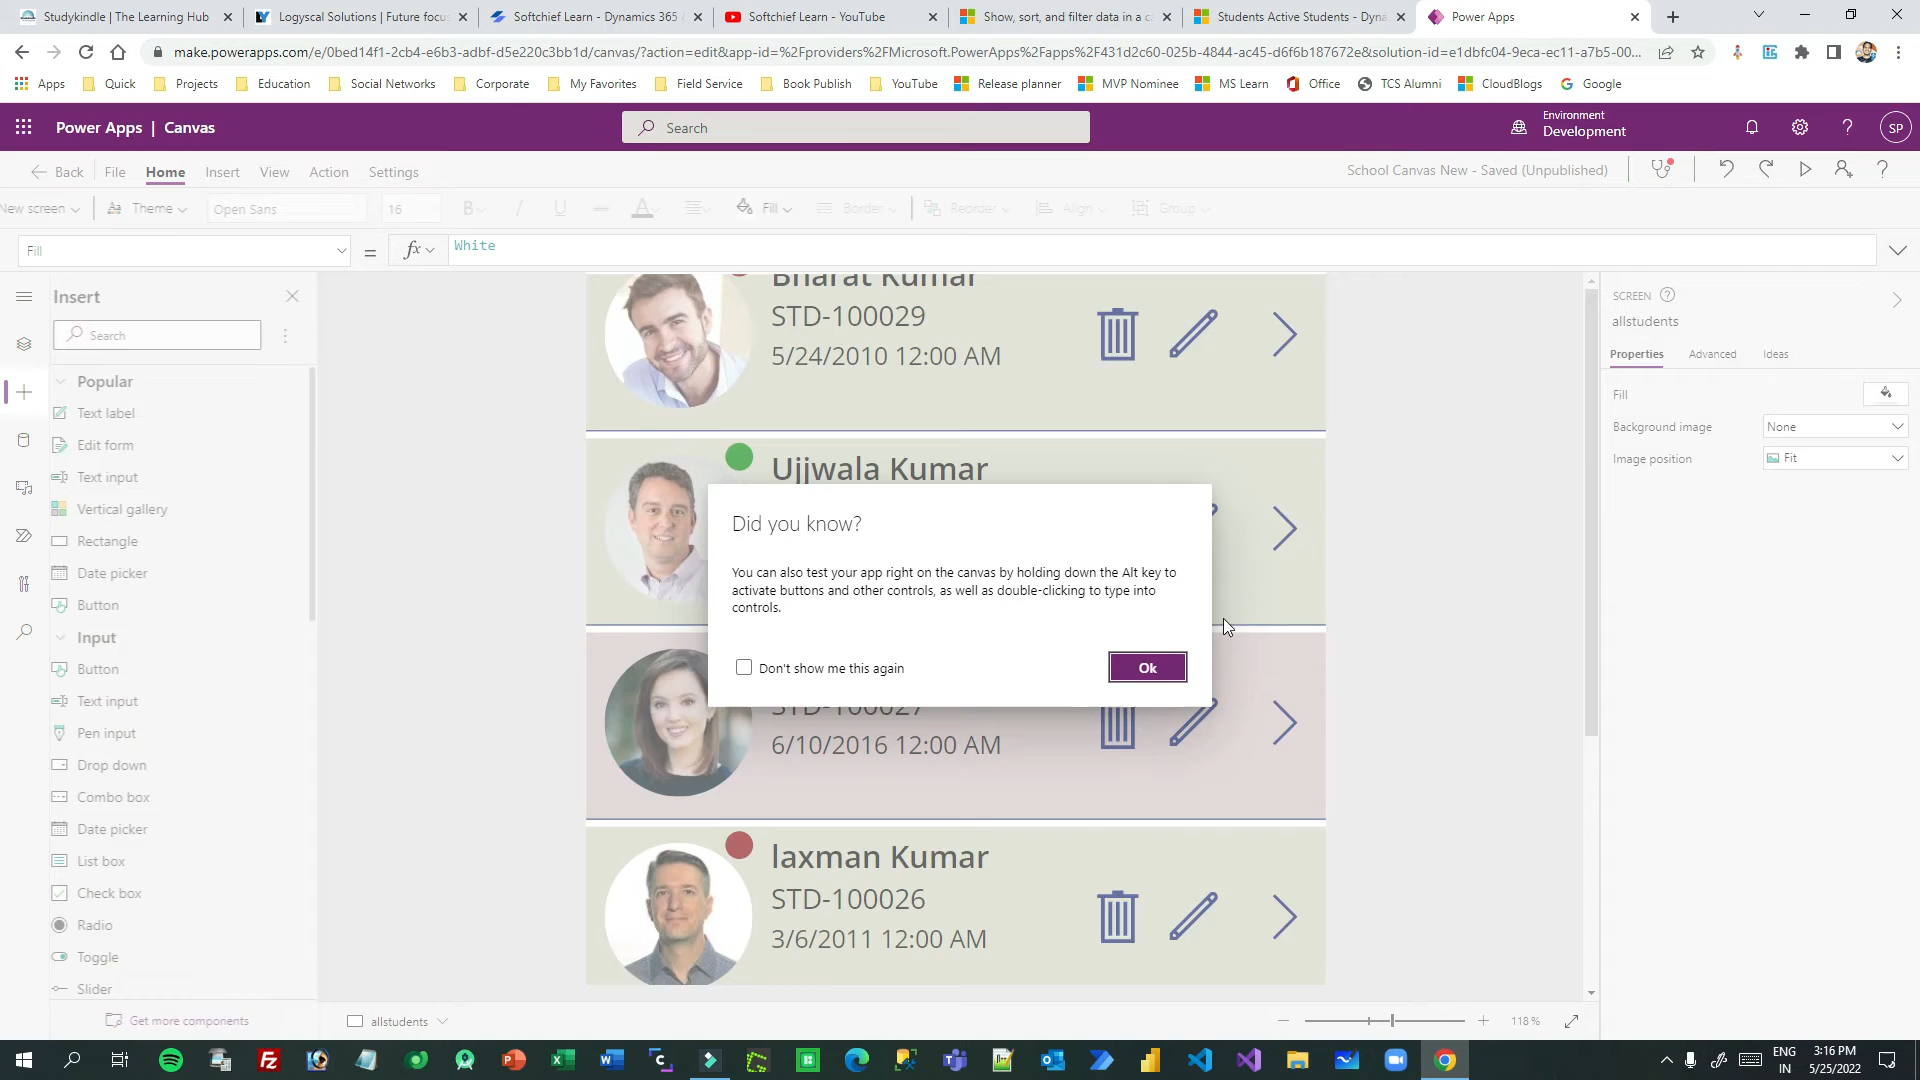 Studykindle | The Learning Hub
Logyscal Solutions | Future focu
Softchief Learn - Dynamics 365
Softchief Learn - YouTube
Show, sort, and filter data in a c
Students Active Students - Dyna
Power Apps
make.powerapps.com/e/0bed14f1-2cb4-e6b3-adbf-d5e220c3bb1d/canvas/?action=edit&app-id=%2Fproviders%2FMicrosoft.PowerApps%2Fapps%2F431d2c60-025b-4844-ac45-d6f6b187672e&solution-id=e1dbfc04-9eca-ec11-a7b5-00...
Apps Quick Projects Education Social Networks Corporate My Favorites Field Service Book Publish YouTube Release planner MVP Nominee MS Learn Office TCS Alumni CloudBlogs Google
Power Apps | Canvas
Search
Environment
Development
SP
Back File Home Insert View Action Settings
School Canvas New - Saved (Unpublished)
New screen Theme Open Sans 16 B Fill Border Reorder Align Group
Fill = fx White
Insert
Search
Popular
Text label
Edit form
Text input
Vertical gallery
Rectangle
Date picker
Button
Input
Button
Text input
Pen input
Drop down
Combo box
Date picker
List box
Check box
Radio
Toggle
Slider
Get more components
Bharat Kumar
STD-100029
5/24/2010 12:00 AM
Ujjwala Kumar
Did you know?
You can also test your app right on the canvas by holding down the Alt key to
activate buttons and other controls, as well as double-clicking to type into
controls.
Don't show me this again
Ok
STD-100027
6/10/2016 12:00 AM
laxman Kumar
STD-100026
3/6/2011 12:00 AM
SCREEN
allstudents
Properties Advanced Ideas
Fill
Background image None
Image position Fit
allstudents
118 %
ENG
IN
3:16 PM
5/25/2022